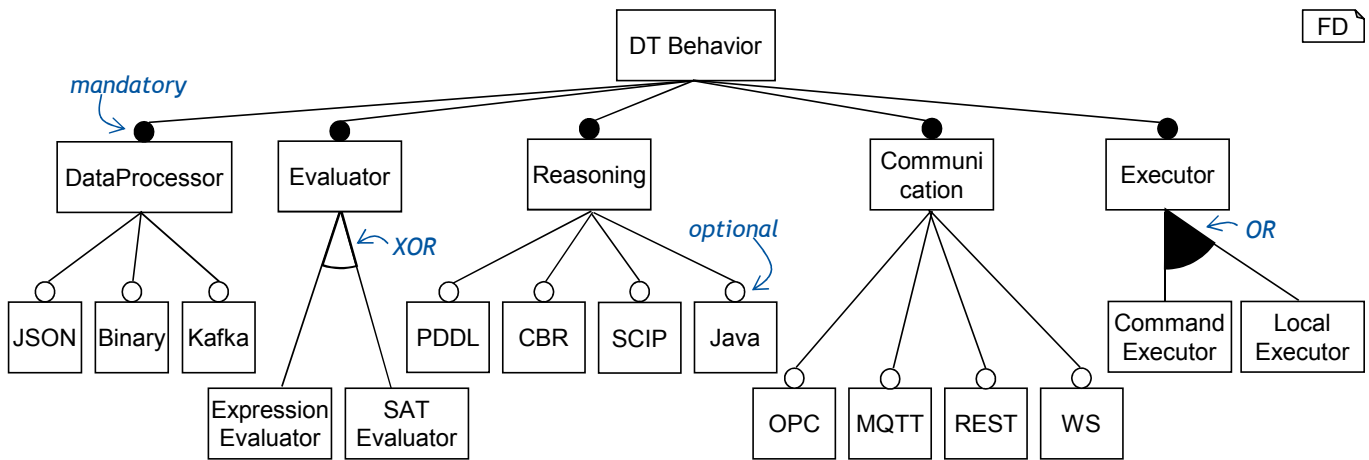 DT Behavior
FD
mandatory
DataProcessor
Evaluator
Reasoning
Communi
cation
Executor
XOR
optional
OR
JSON
Binary
Kafka
PDDL
CBR
SCIP
Java
Command
Executor
Local
Executor
Expression
Evaluator
SAT
Evaluator
OPC
MQTT
REST
WS